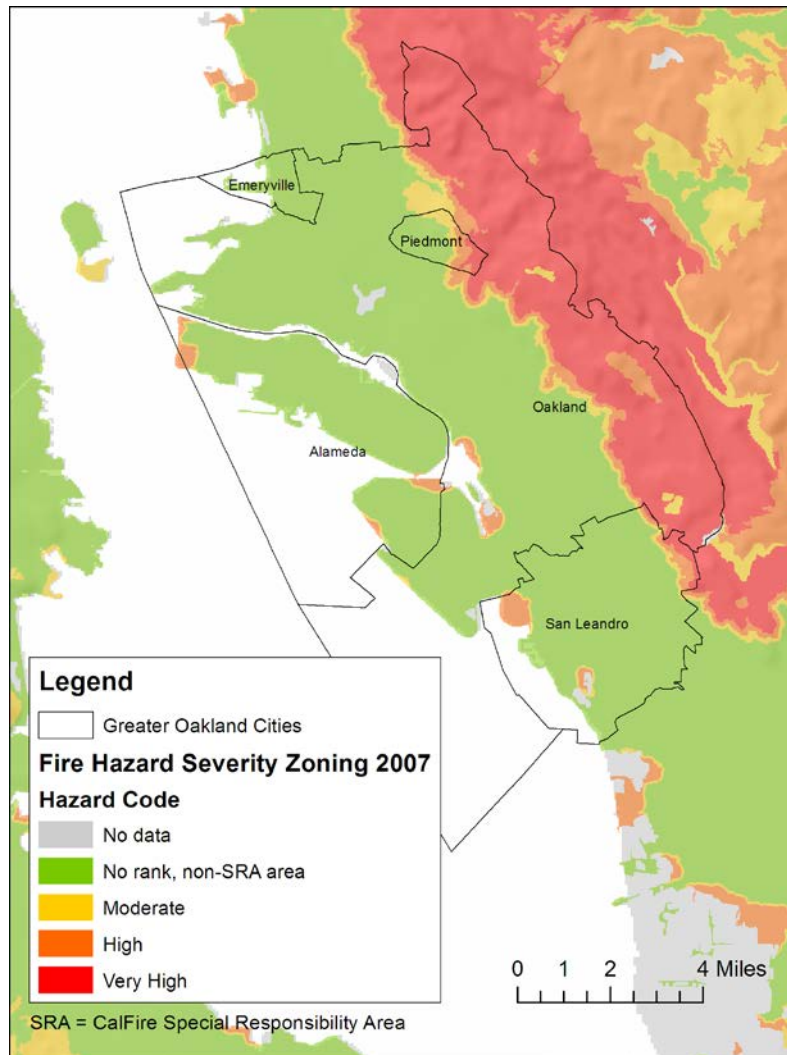 Emeryville
Piedmont
Oakland
Alameda
San Leandro
Legend
Greater Oakland Cities
Fire Hazard Severity Zoning 2007
Hazard Code
No data
No rank, non-SRA area
Moderate
High
Very High
0 1 2 4 Miles
SRA = CalFire Special Responsibility Area